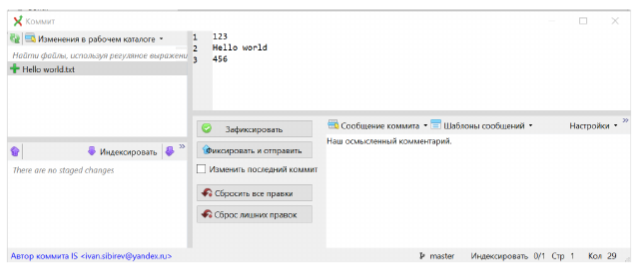 Коммит
Изменения в рабочем каталоге
Найти файлы, используя регулярное выражени
Hello world.txt
1 123
2 Hello world
3 456
Индексировать
There are no staged changes
Зафиксировать
Фиксировать и отправить
Изменить последний коммит
Сбросить все правки
Сброс лишних правок
Сообщение коммита
Шаблоны сообщений
Настройки
Наш осмысленный комментарий.
Автор коммита IS <ivan.sibirev@yandex.ru>
master
Индексировать 0/1 Стр 1 Кол 29